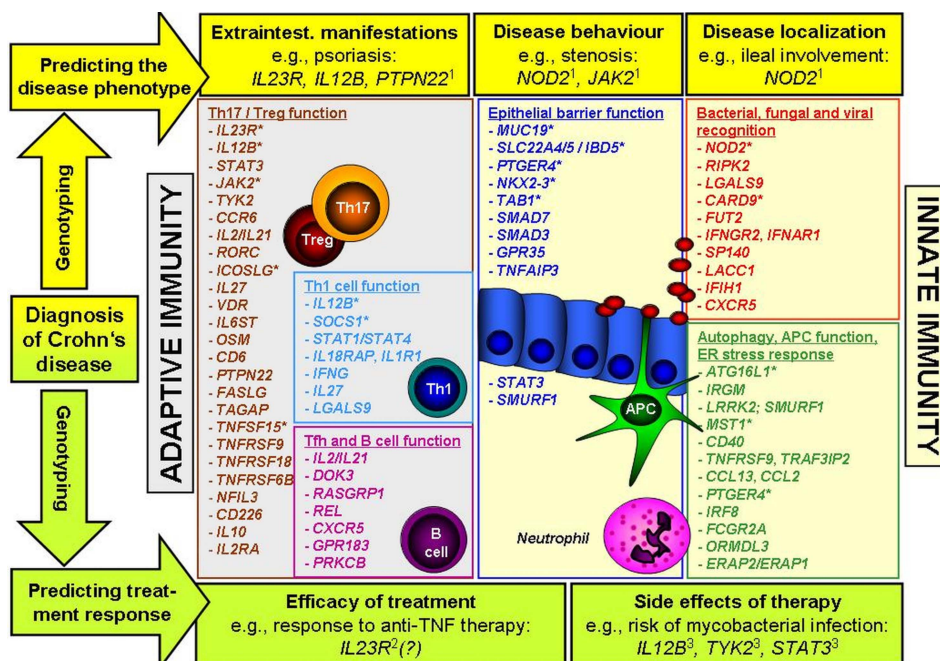 Predicting the
disease phenotype
Extraintest. manifestations
e.g., psoriasis:
IL23R, IL12B, PTPN22¹
Disease behaviour
e.g., stenosis:
NOD2¹, JAK2¹
Disease localization
e.g., ileal involvement:
NOD2¹
Genotyping
Diagnosis
of Crohn‘s
disease
Genotyping
ADAPTIVE IMMUNITY
Th17 / Treg function
- IL23R*
- IL12B*
- STAT3
- JAK2*
- TYK2
- CCR6
- IL2/IL21
- RORC
- ICOSLG*
- IL27
- VDR
- IL6ST
- OSM
- CD6
- PTPN22
- FASLG
- TAGAP
- TNFSF15*
- TNFRSF9
- TNFRSF18
- TNFRSF6B
- NFIL3
- CD226
- IL10
- IL2RA
Th17
Treg
Th1 cell function
- IL12B*
- SOCS1*
- STAT1/STAT4
- IL18RAP, IL1R1
- IFNG
- IL27
- LGALS9
Th1
Tfh and B cell function
- IL2/IL21
- DOK3
- RASGRP1
- REL
- CXCR5
- GPR183
- PRKCB
B
cell
Epithelial barrier function
- MUC19*
- SLC22A4/5 / IBD5*
- PTGER4*
- NKX2-3*
- TAB1*
- SMAD7
- SMAD3
- GPR35
- TNFAIP3
- STAT3
- SMURF1
APC
Neutrophil
Bacterial, fungal and viral
recognition
- NOD2*
- RIPK2
- LGALS9
- CARD9*
- FUT2
- IFNGR2, IFNAR1
- SP140
- LACC1
- IFIH1
- CXCR5
Autophagy, APC function,
ER stress response
- ATG16L1*
- IRGM
- LRRK2; SMURF1
- MST1*
- CD40
- TNFRSF9, TRAF3IP2
- CCL13, CCL2
- PTGER4*
- IRF8
- FCGR2A
- ORMDL3
- ERAP2/ERAP1
INNATE IMMUNITY
Predicting treat-
ment response
Efficacy of treatment
e.g., response to anti-TNF therapy:
IL23R²(?)
Side effects of therapy
e.g., risk of mycobacterial infection:
IL12B³, TYK2³, STAT3³